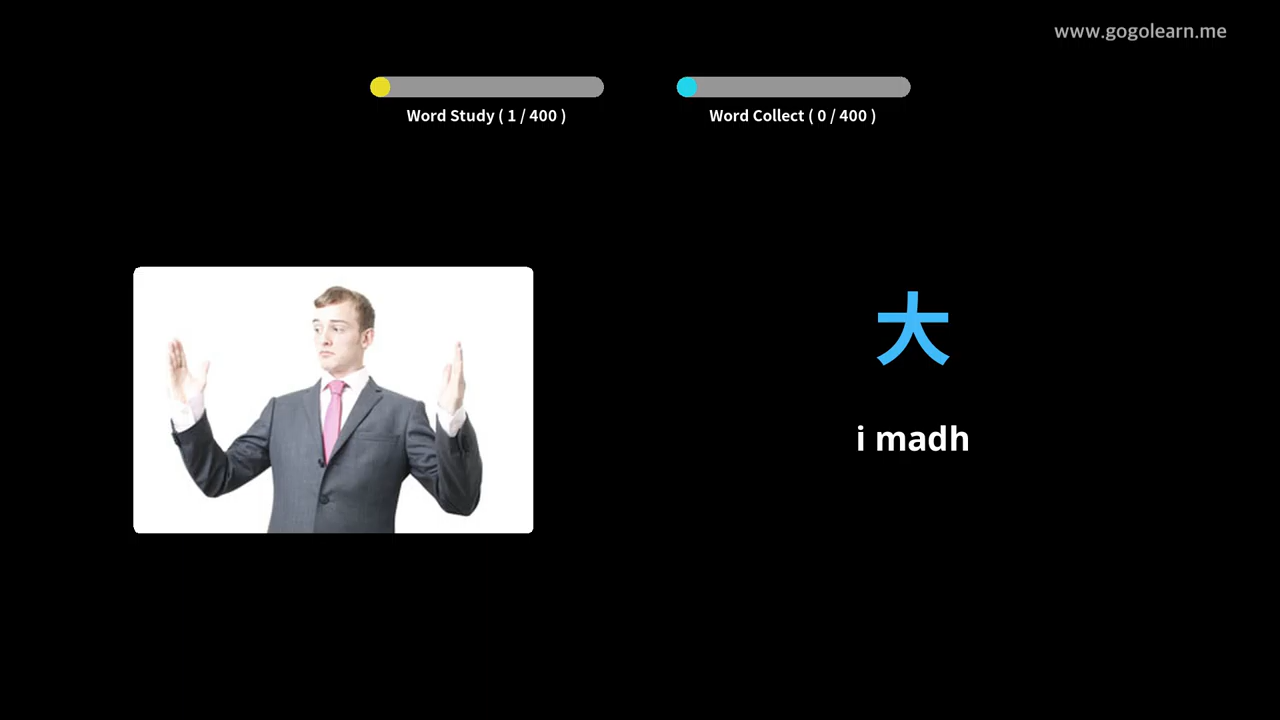 www.gogolearn.me
Word Study ( 1 / 400 )
Word Collect ( 0 / 400 )
大
i madh